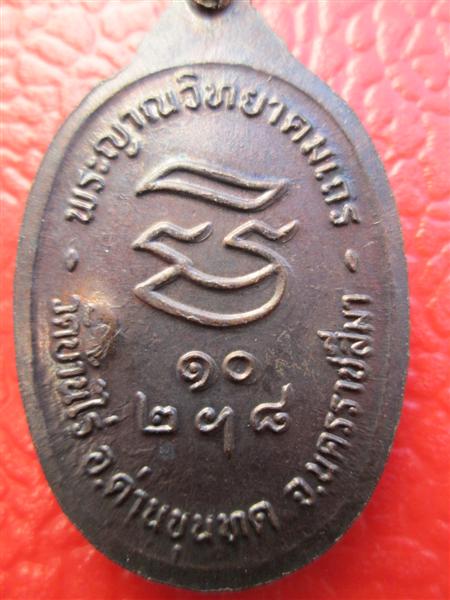 พระญาณวิทยาคมเถร
๑๐
๒ ฯ ๘
วัดบ้านไร่ อ.ด่านขุนทด จ.นครราชสีมา